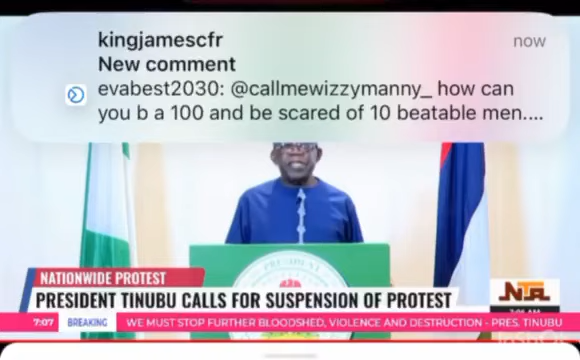 kingjamescfr
now
New comment
evabest2030: @callmewizzymanny_ how can
you b a 100 and be scared of 10 beatable men....
NATIONWIDE PROTEST
PRESIDENT TINUBU CALLS FOR SUSPENSION OF PROTEST
NTA
7:07
BREAKING
WE MUST STOP FURTHER BLOODSHED, VIOLENCE AND DESTRUCTION - PRES. TINUBU